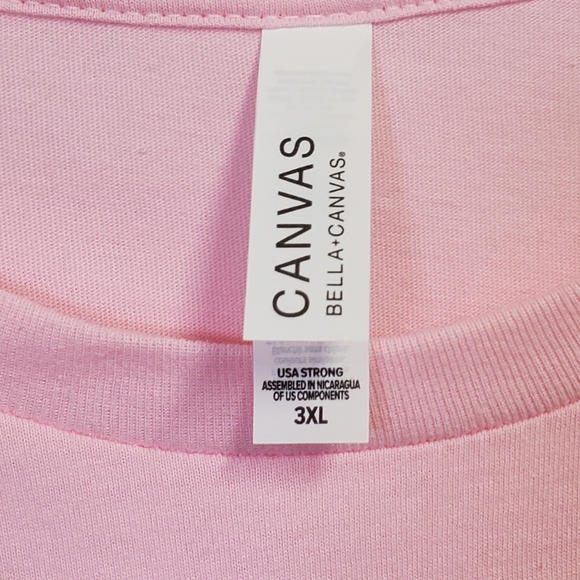 CANVAS
BELLA+CANVAS®
USA STRONG
ASSEMBLED IN NICARAGUA
OF US COMPONENTS
3XL